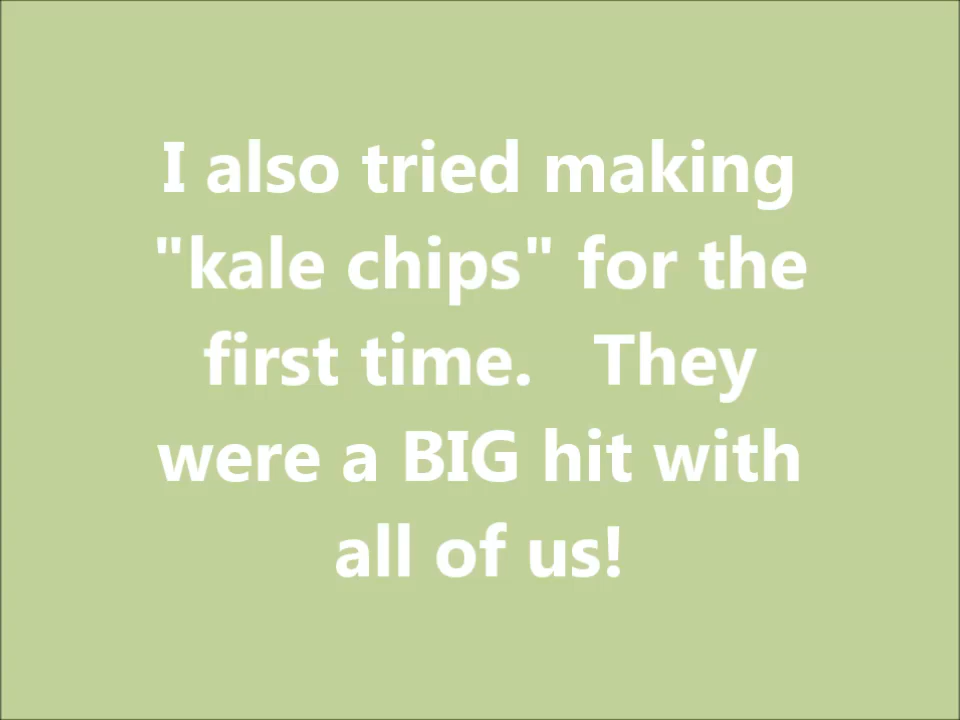 I also tried making
"kale chips" for the
first time.   They
were a BIG hit with
all of us!